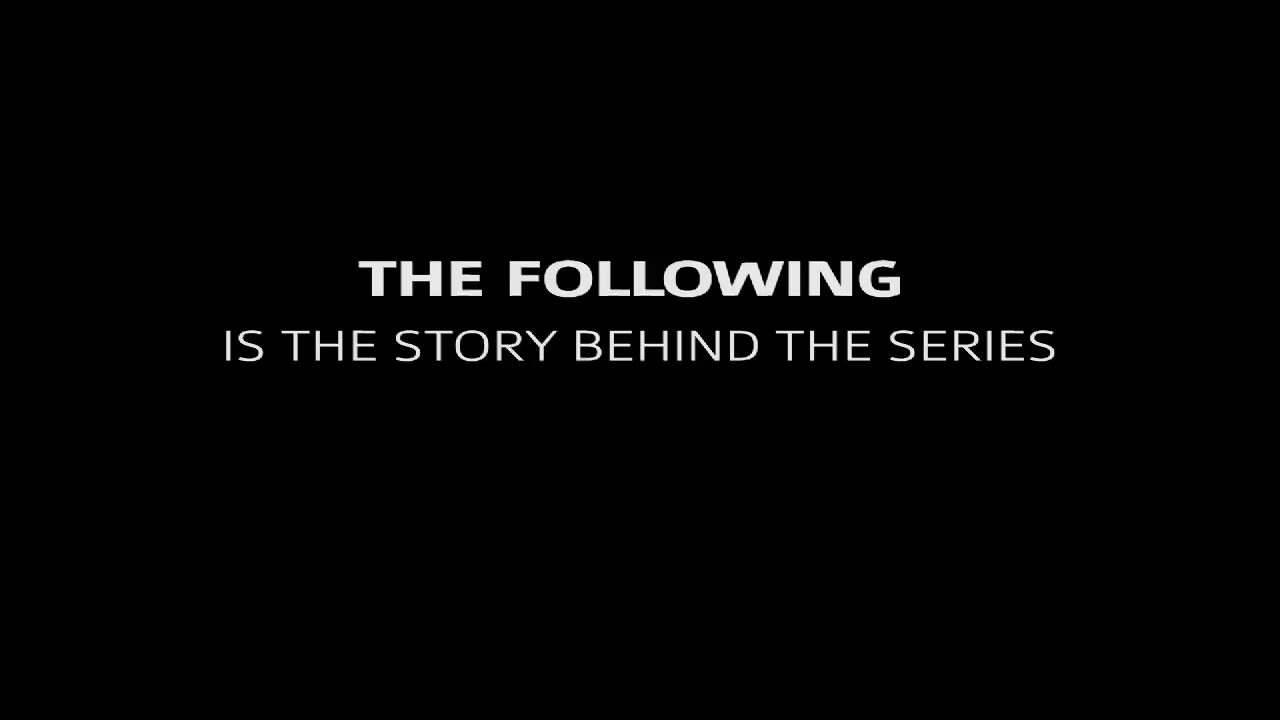 THE FOLLOWING
IS THE STORY BEHIND THE SERIES